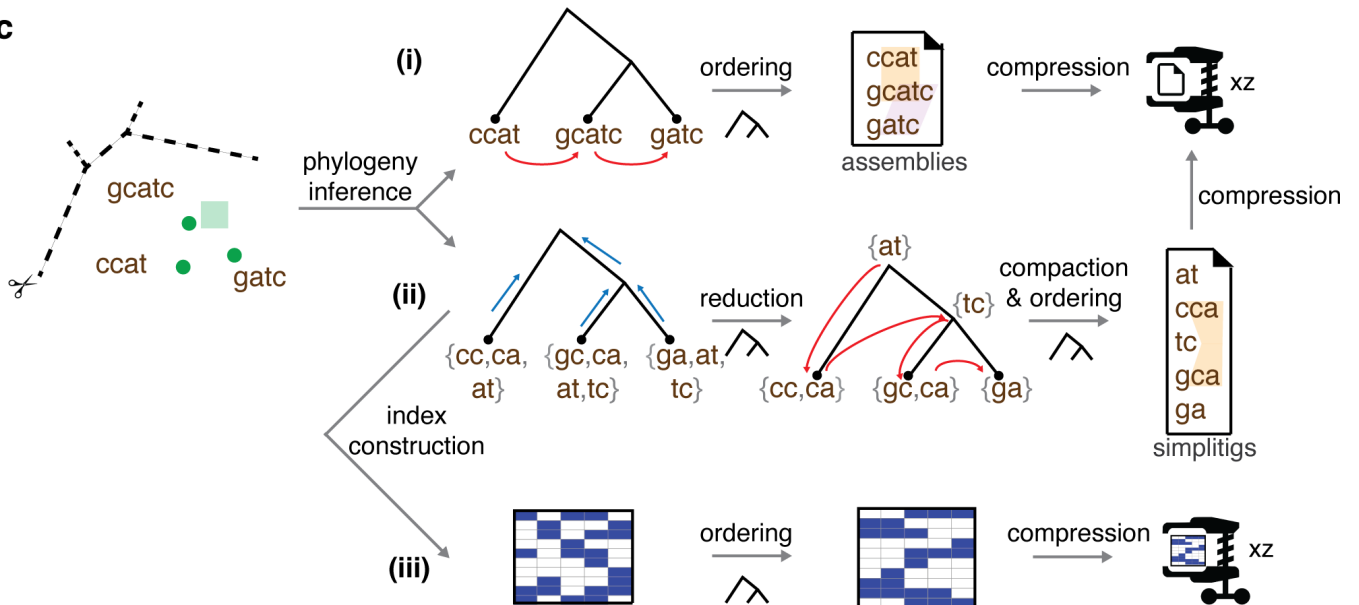 c
(i)
ccat
gcatc
gatc
ordering
ccat
gcatc
gatc
assemblies
compression
xz
gcatc
ccat
gatc
phylogeny
inference
compression
(ii)
{cc,ca,
at}
{gc,ca,
at,tc}
{ga,at,
tc}
reduction
{at}
{tc}
{cc,ca}
{gc,ca}
{ga}
compaction
& ordering
at
cca
tc
gca
ga
simplitigs
index
construction
(iii)
ordering
compression
xz